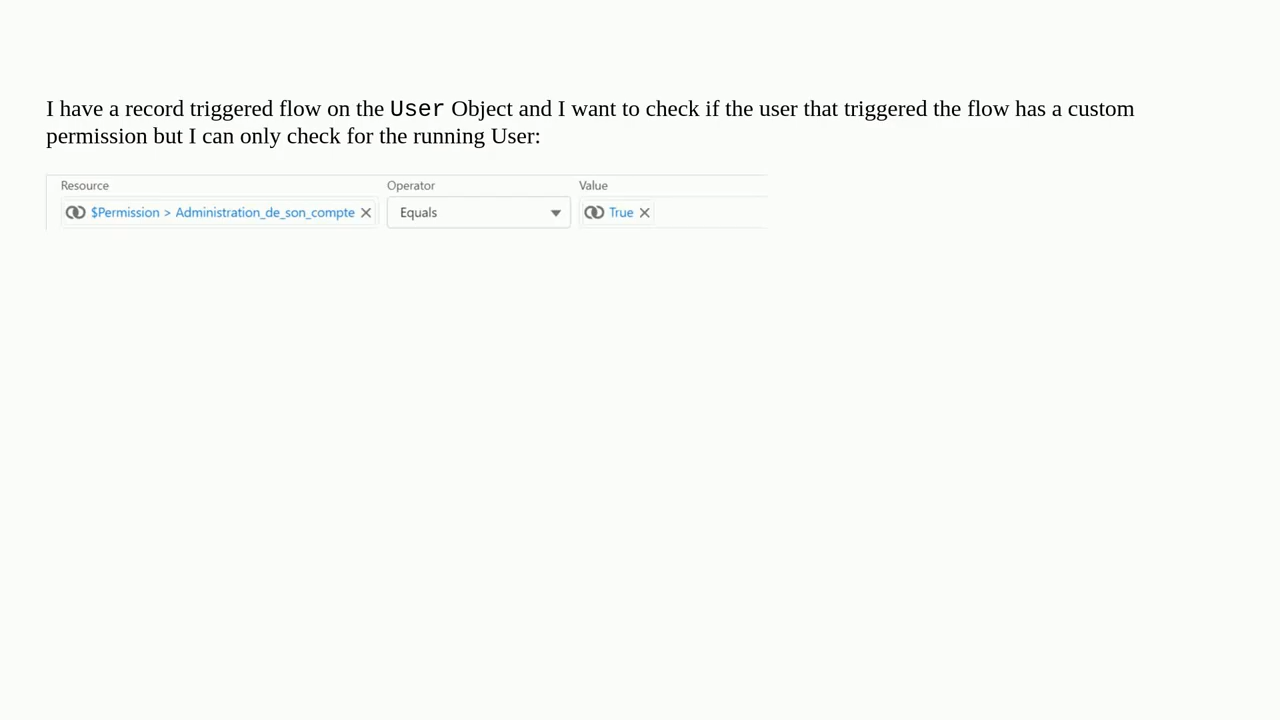 I have a record triggered flow on the User Object and I want to check if the user that triggered the flow has a custom
permission but I can only check for the running User:
Resource Operator Value
$Permission > Administration_de_son_compte Equals True